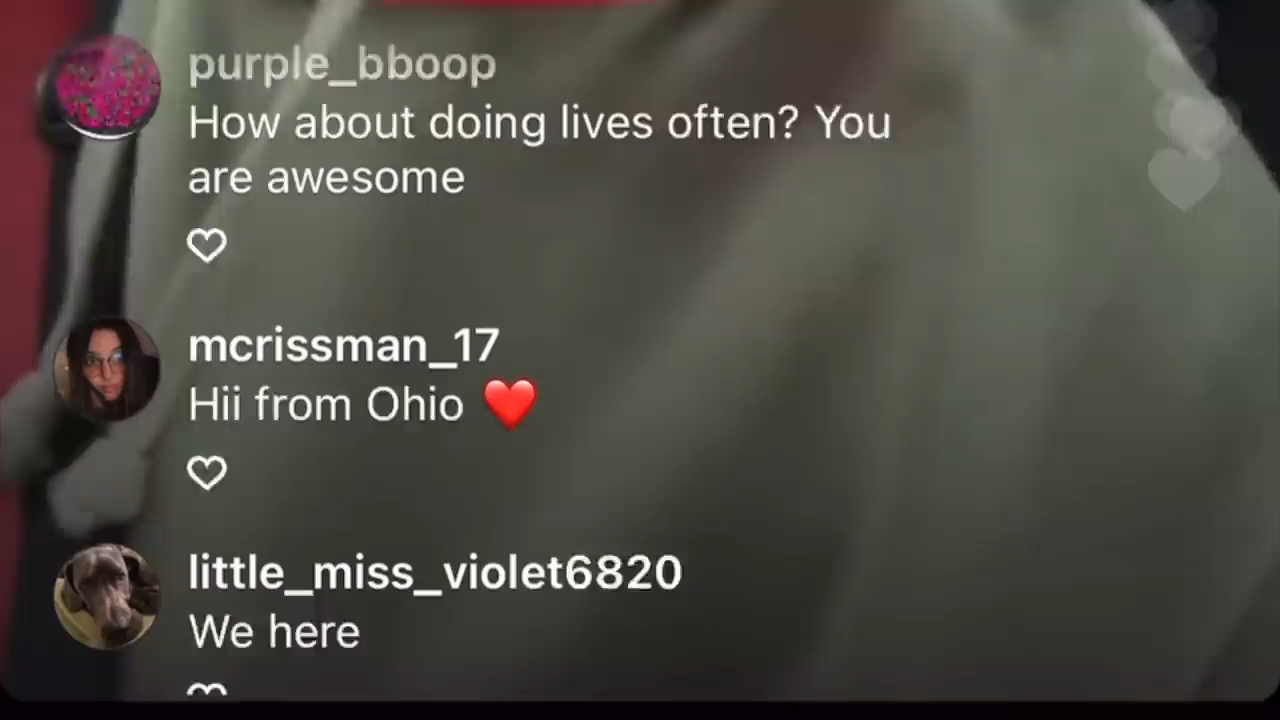 purple_bboop
How about doing lives often? You
are awesome
mcrissman_17
Hii from Ohio ❤️
little_miss_violet6820
We here